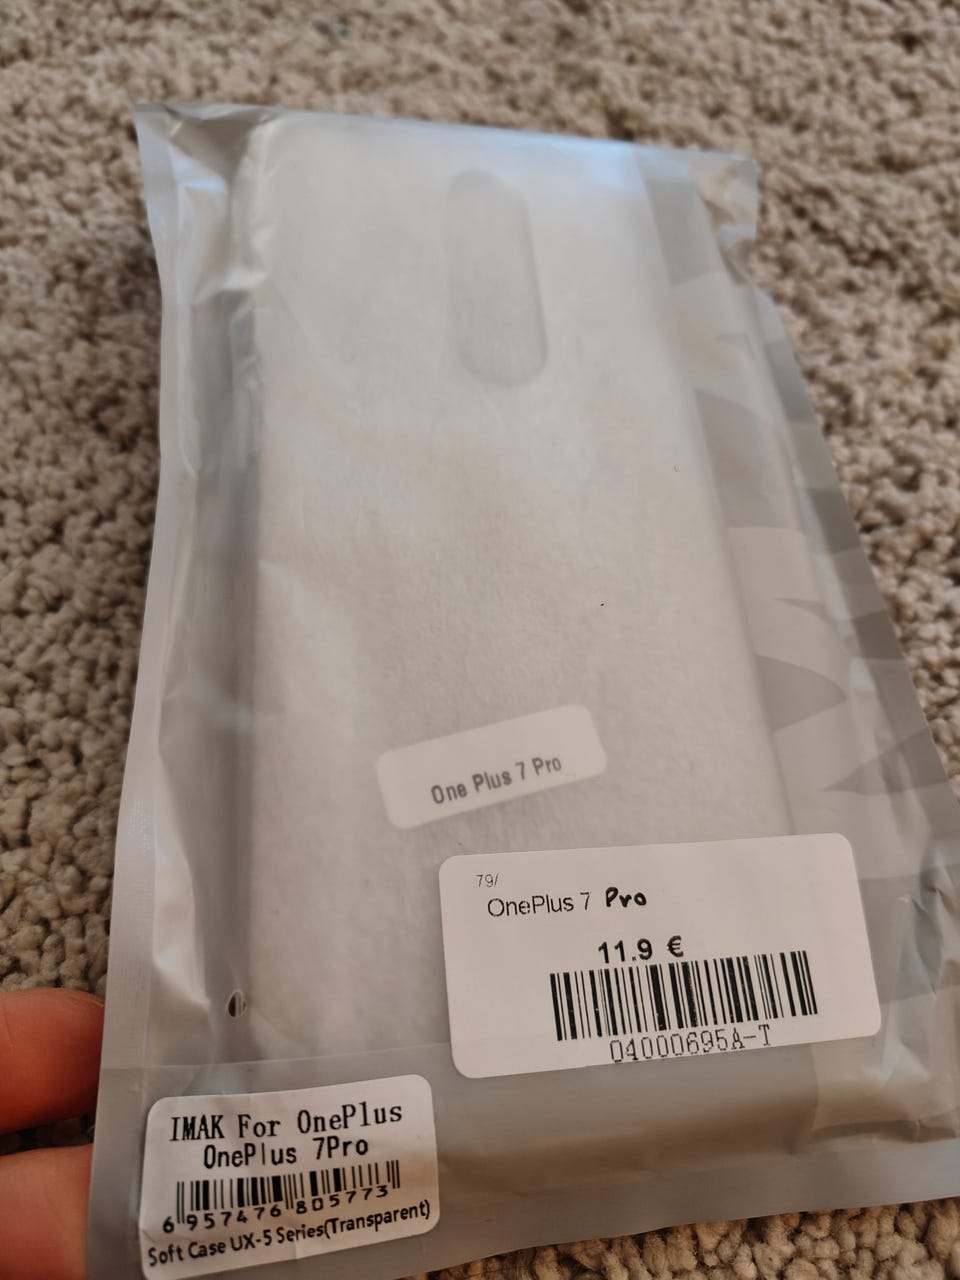 One Plus 7 Pro
79/
OnePlus 7 Pro
11.9 €
04000695A-T
IMAK For OnePlus
OnePlus 7Pro
6 957476 805773
Soft Case UX-5 Series(Transparent)